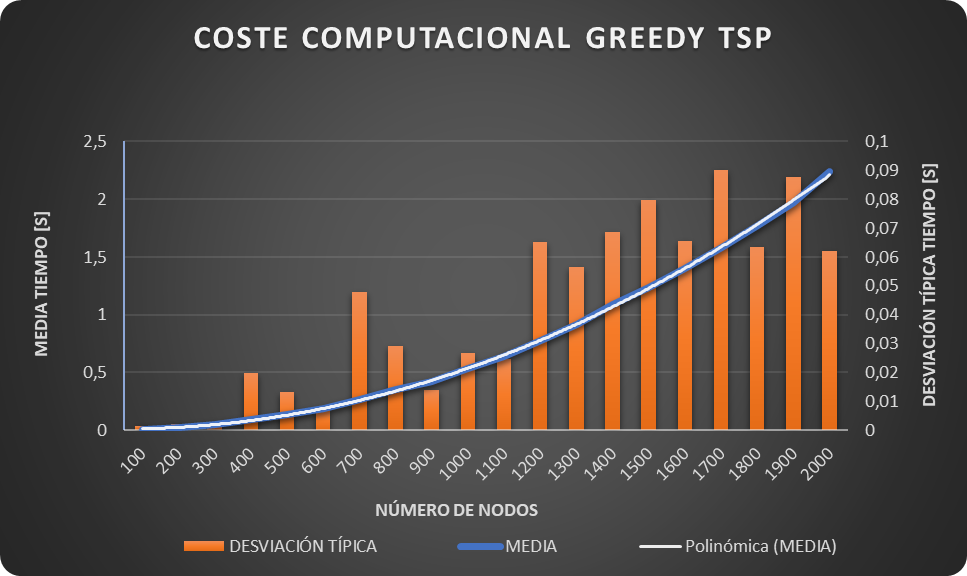 COSTE COMPUTACIONAL GREEDY TSP
MEDIA TIEMPO [S]
2,5
2
1,5
1
0,5
0
0,1
0,09
0,08
0,07
0,06
0,05
0,04
0,03
0,02
0,01
0
DESVIACIÓN TÍPICA TIEMPO [S]
100 200 300 400 500 600 700 800 900 1000 1100 1200 1300 1400 1500 1600 1700 1800 1900 2000
NÚMERO DE NODOS
DESVIACIÓN TÍPICA MEDIA Polinómica (MEDIA)